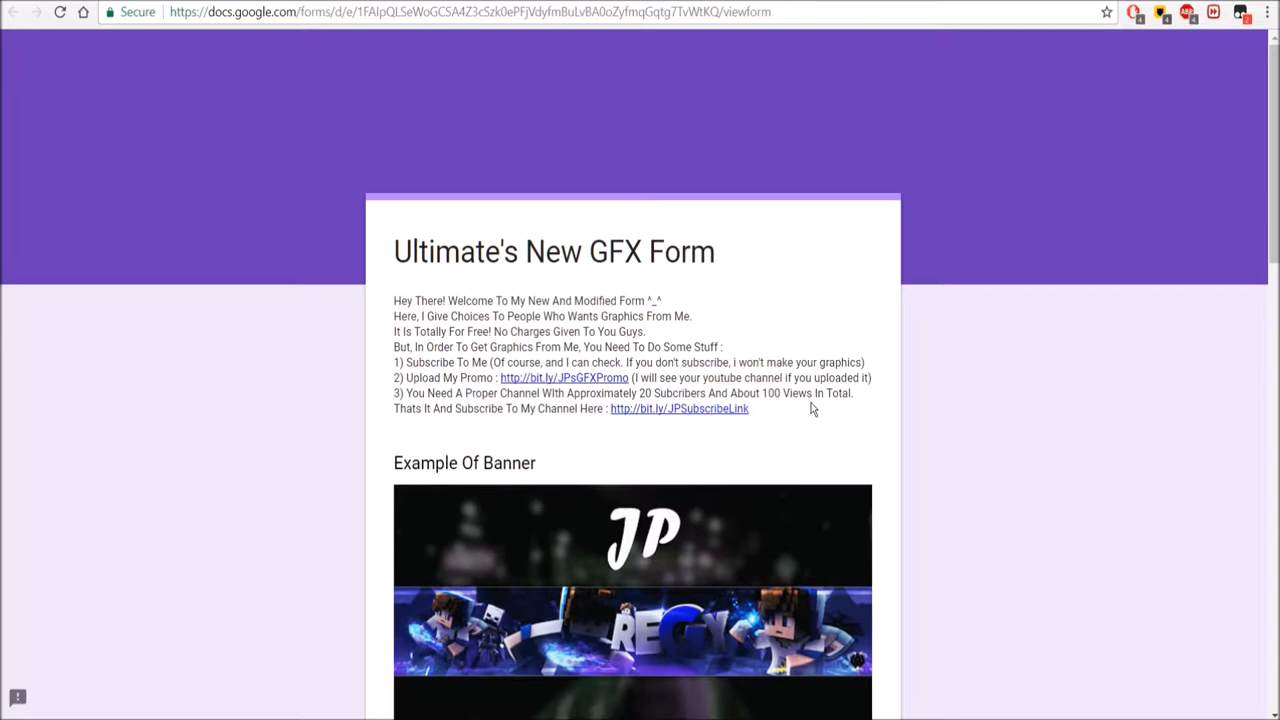 Secure
https://docs.google.com/forms/d/e/1FAIpQLSeWoGCSA4Z3cSzk0ePFjVdyfmBuLvBA0oZyfmqGqtg7TvWtKQ/viewform
4
4
ABP
4
2
Ultimate's New GFX Form
Hey There! Welcome To My New And Modified Form ^_^
Here, I Give Choices To People Who Wants Graphics From Me.
It Is Totally For Free! No Charges Given To You Guys.
But, In Order To Get Graphics From Me, You Need To Do Some Stuff :
1) Subscribe To Me (Of course, and I can check. If you don't subscribe, i won't make your graphics)
2) Upload My Promo : http://bit.ly/JPsGFXPromo (I will see your youtube channel if you uploaded it)
3) You Need A Proper Channel WIth Approximately 20 Subcribers And About 100 Views In Total.
Thats It And Subscribe To My Channel Here : http://bit.ly/JPSubscribeLink
Example Of Banner
JP
REGY